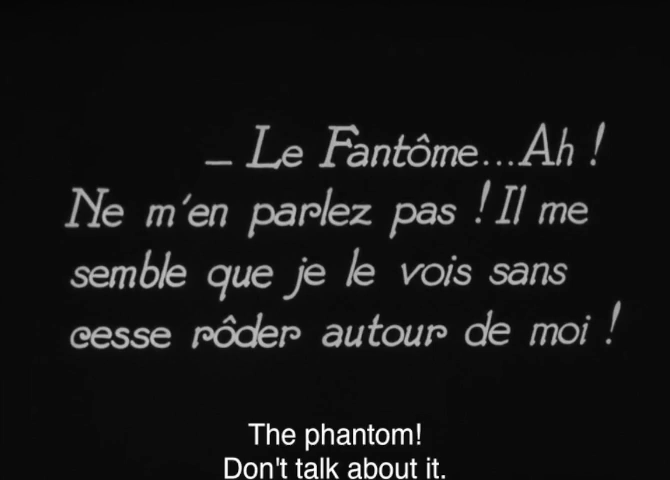 — Le Fantôme...Ah !
Ne m'en parlez pas ! Il me
semble que je le vois sans
cesse rôder autour de moi !
The phantom!
Don't talk about it.